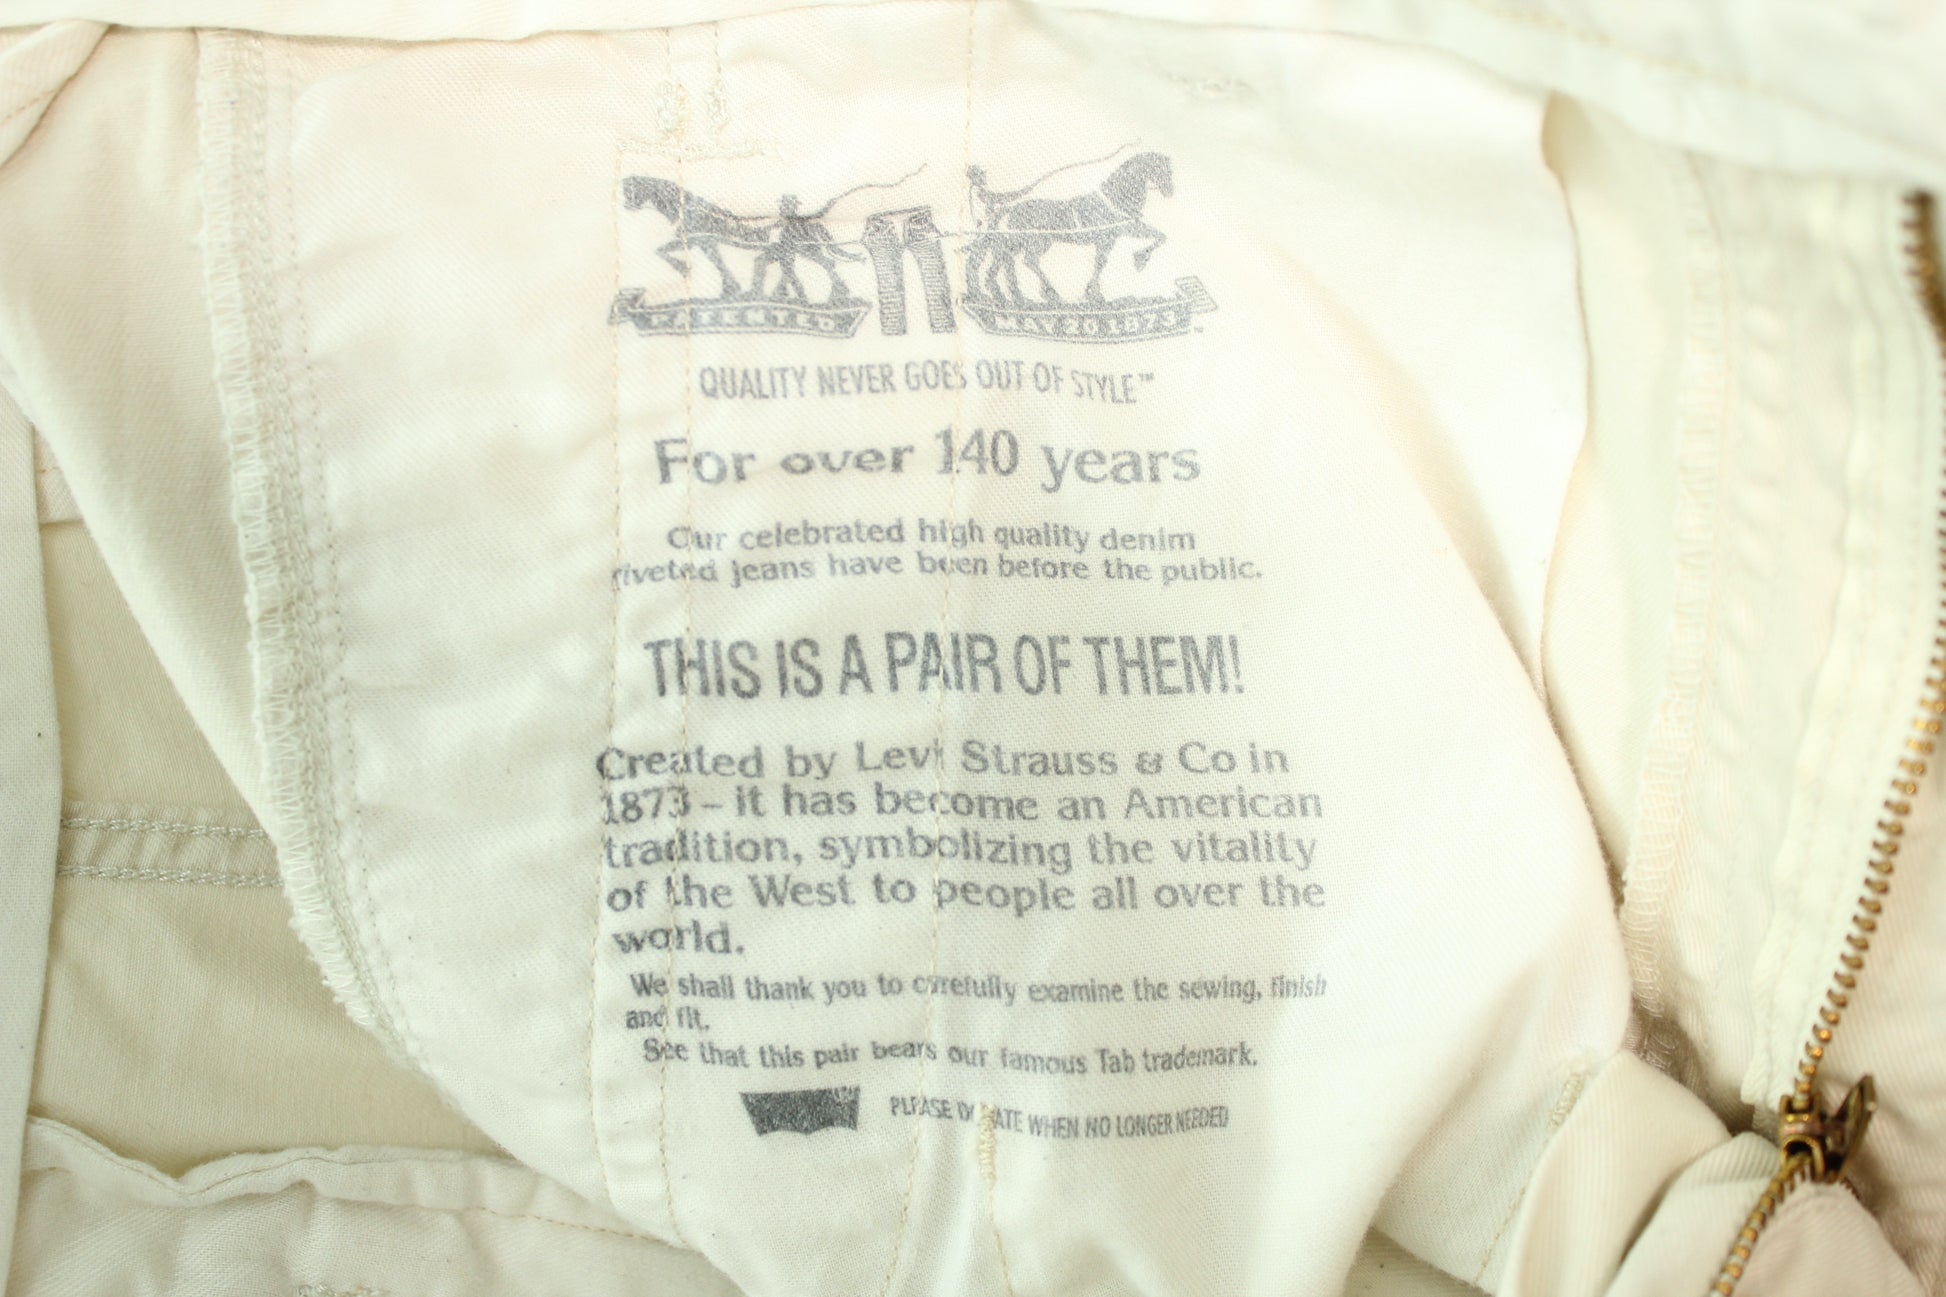 PATENTED MAY 20 1873 ™
QUALITY NEVER GOES OUT OF STYLE™
For over 140 years
Our celebrated high quality denim
riveted jeans have been before the public.
THIS IS A PAIR OF THEM!
Created by Levi Strauss & Co in
1873 – it has become an American
tradition, symbolizing the vitality
of the West to people all over the
world.
We shall thank you to carefully examine the sewing, finish
and fit.
See that this pair bears our famous Tab trademark.
PLEASE DONATE WHEN NO LONGER NEEDED